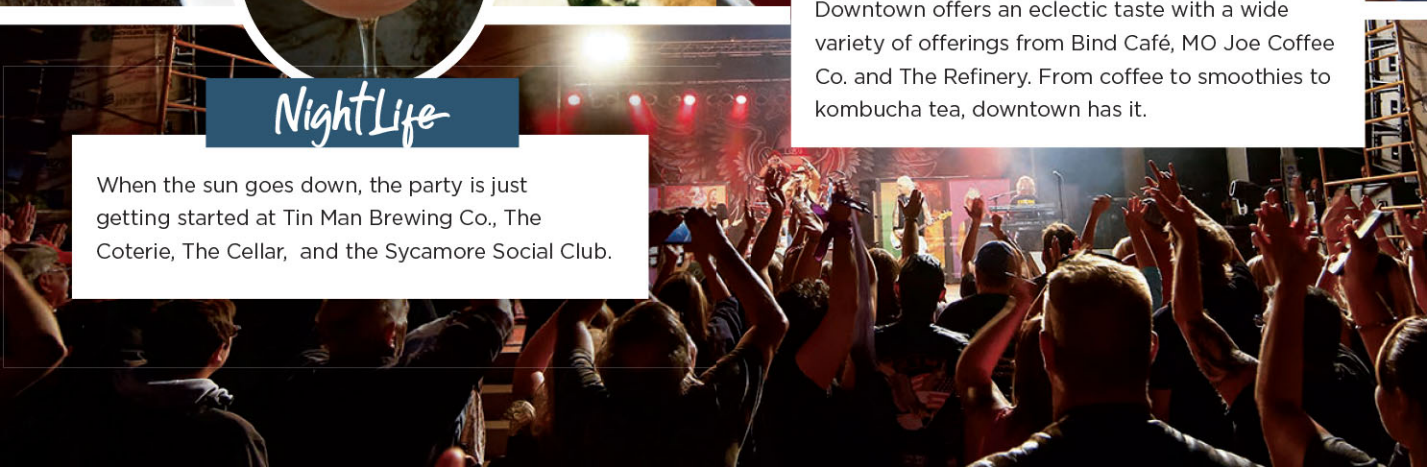 Downtown offers an eclectic taste with a wide
variety of offerings from Bind Café, MO Joe Coffee
Co. and The Refinery. From coffee to smoothies to
kombucha tea, downtown has it.
NightLife
When the sun goes down, the party is just
getting started at Tin Man Brewing Co., The
Coterie, The Cellar,  and the Sycamore Social Club.